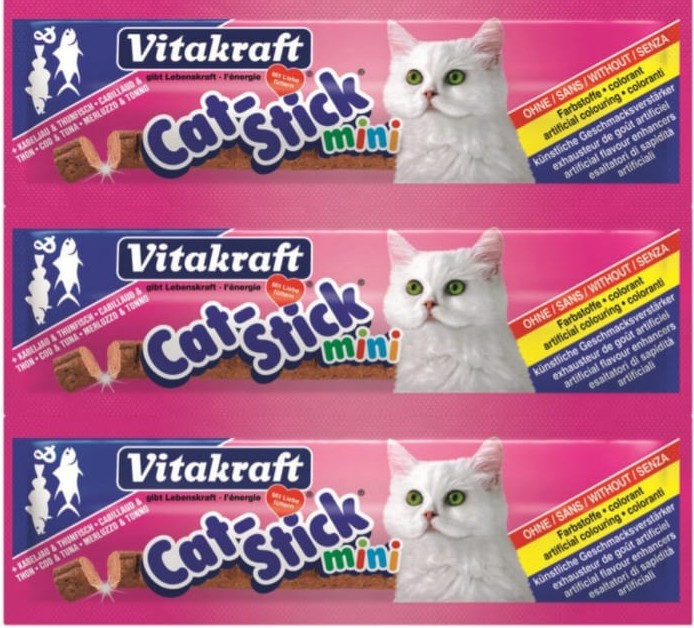 Vitakraft
gibt Lebenskraft · l'énergie
Mit Liebe
füttern
Cat-Stick
mini
+ KABELJAU & THUNFISCH • CABILLAUD &
THON • COD & TUNA • MERLUZZO & TONNO
OHNE / SANS / WITHOUT / SENZA
Farbstoffe • colorant
artificial colouring • coloranti
künstliche Geschmacksverstärker
exhausteur de goût artificiel
artificial flavour enhancers
esaltatori di sapidità
artificiali
Vitakraft
gibt Lebenskraft · l'énergie
Mit Liebe
füttern
Cat-Stick
mini
+ KABELJAU & THUNFISCH • CABILLAUD &
THON • COD & TUNA • MERLUZZO & TONNO
OHNE / SANS / WITHOUT / SENZA
Farbstoffe • colorant
artificial colouring • coloranti
künstliche Geschmacksverstärker
exhausteur de goût artificiel
artificial flavour enhancers
esaltatori di sapidità
artificiali
Vitakraft
gibt Lebenskraft · l'énergie
Mit Liebe
füttern
Cat-Stick
mini
+ KABELJAU & THUNFISCH • CABILLAUD &
THON • COD & TUNA • MERLUZZO & TONNO
OHNE / SANS / WITHOUT / SENZA
Farbstoffe • colorant
artificial colouring • coloranti
künstliche Geschmacksverstärker
exhausteur de goût artificiel
artificial flavour enhancers
esaltatori di sapidità
artificiali